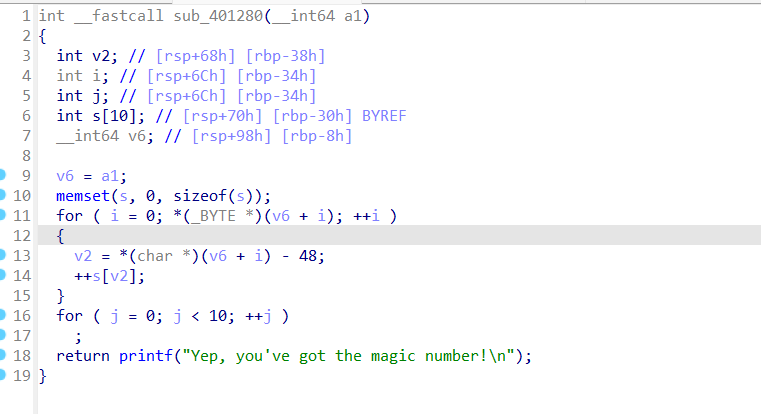 1 int __fastcall sub_401280(__int64 a1)
2 {
3   int v2; // [rsp+68h] [rbp-38h]
4   int i; // [rsp+6Ch] [rbp-34h]
5   int j; // [rsp+6Ch] [rbp-34h]
6   int s[10]; // [rsp+70h] [rbp-30h] BYREF
7   __int64 v6; // [rsp+98h] [rbp-8h]
8
9   v6 = a1;
10   memset(s, 0, sizeof(s));
11   for ( i = 0; *(_BYTE *)(v6 + i); ++i )
12   {
13     v2 = *(char *)(v6 + i) - 48;
14     ++s[v2];
15   }
16   for ( j = 0; j < 10; ++j )
17     ;
18   return printf("Yep, you've got the magic number!\n");
19 }